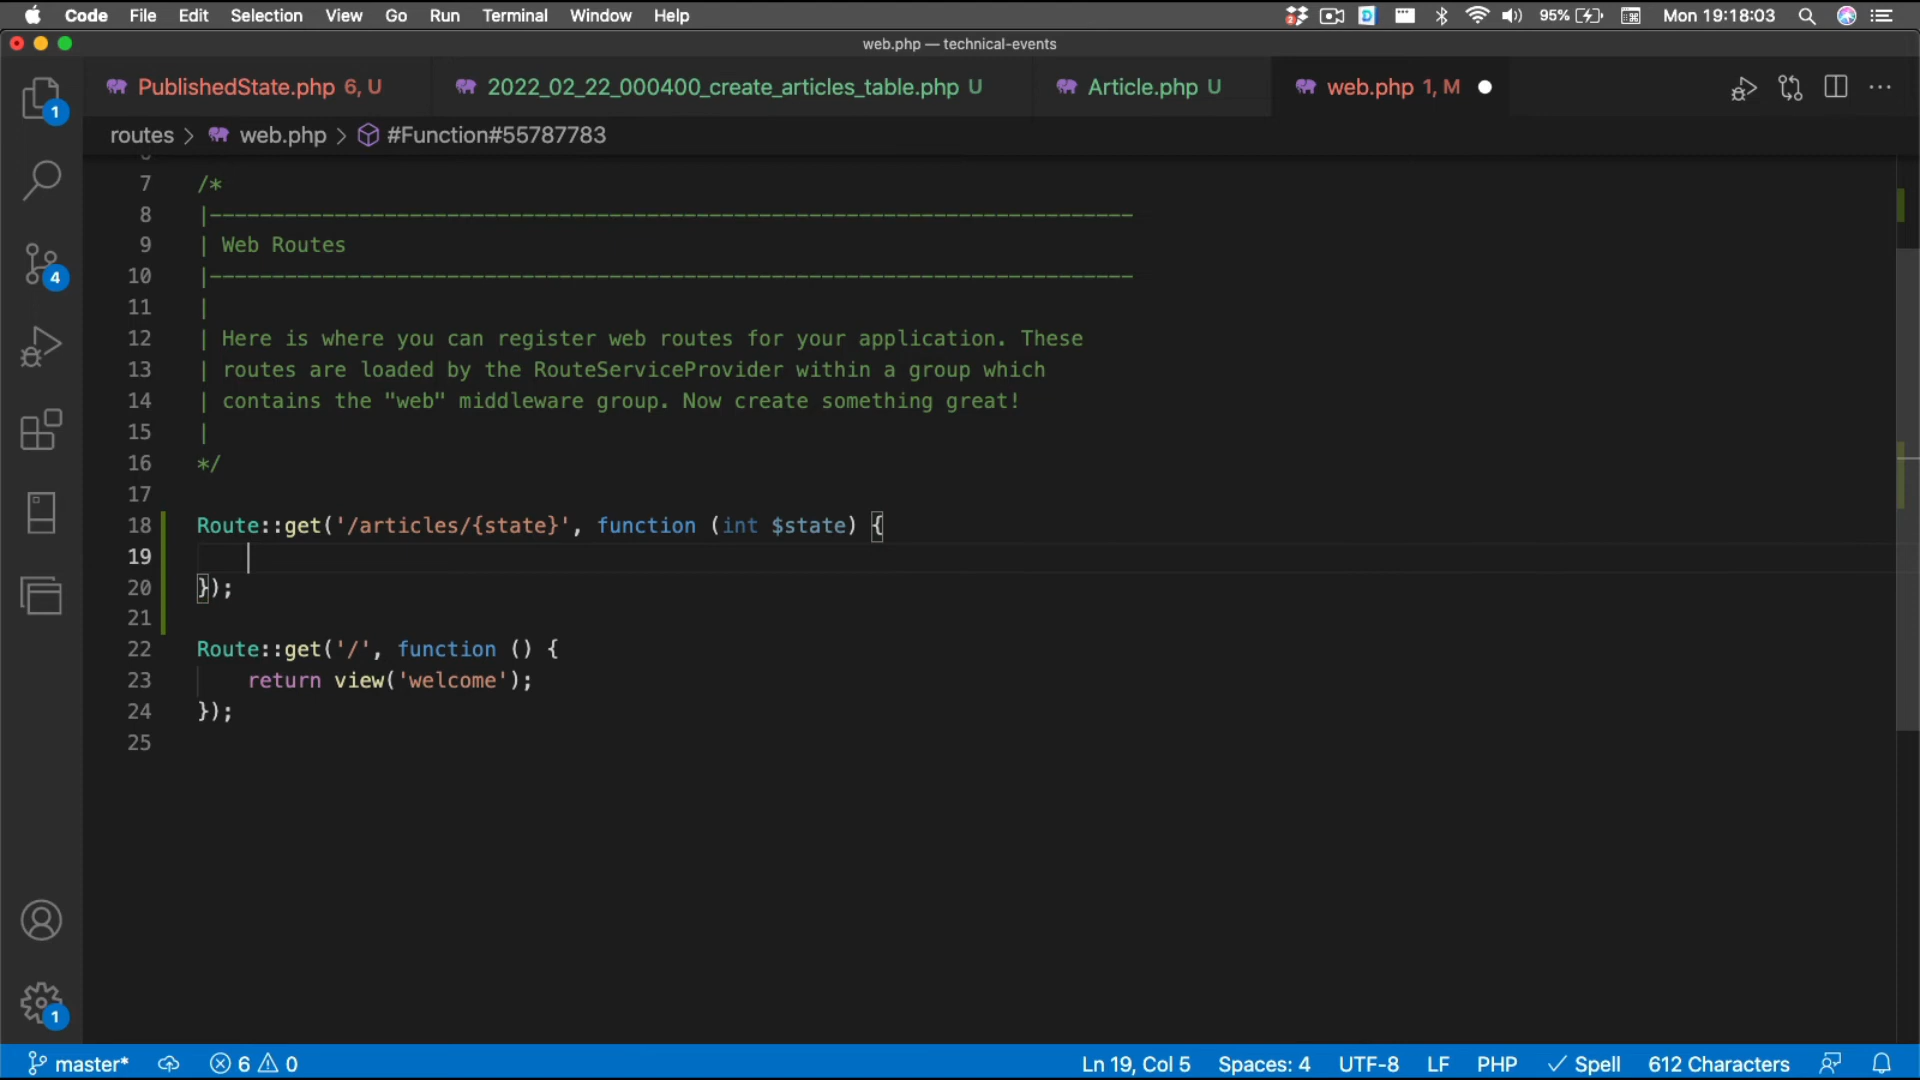 Code File Edit Selection View Go Run Terminal Window Help 95% Mon 19:18:03
web.php — technical-events
PublishedState.php 6, U 2022_02_22_000400_create_articles_table.php U Article.php U web.php 1, M
routes > web.php > #Function#55787783
7 /*
8 |--------------------------------------------------------------------------
9 | Web Routes
10 |--------------------------------------------------------------------------
11 |
12 | Here is where you can register web routes for your application. These
13 | routes are loaded by the RouteServiceProvider within a group which
14 | contains the "web" middleware group. Now create something great!
15 |
16 */
17
18 Route::get('/articles/{state}', function (int $state) {
19
20 });
21
22 Route::get('/', function () {
23 return view('welcome');
24 });
25
1
4
1
master* 6 0 Ln 19, Col 5 Spaces: 4 UTF-8 LF PHP Spell 612 Characters